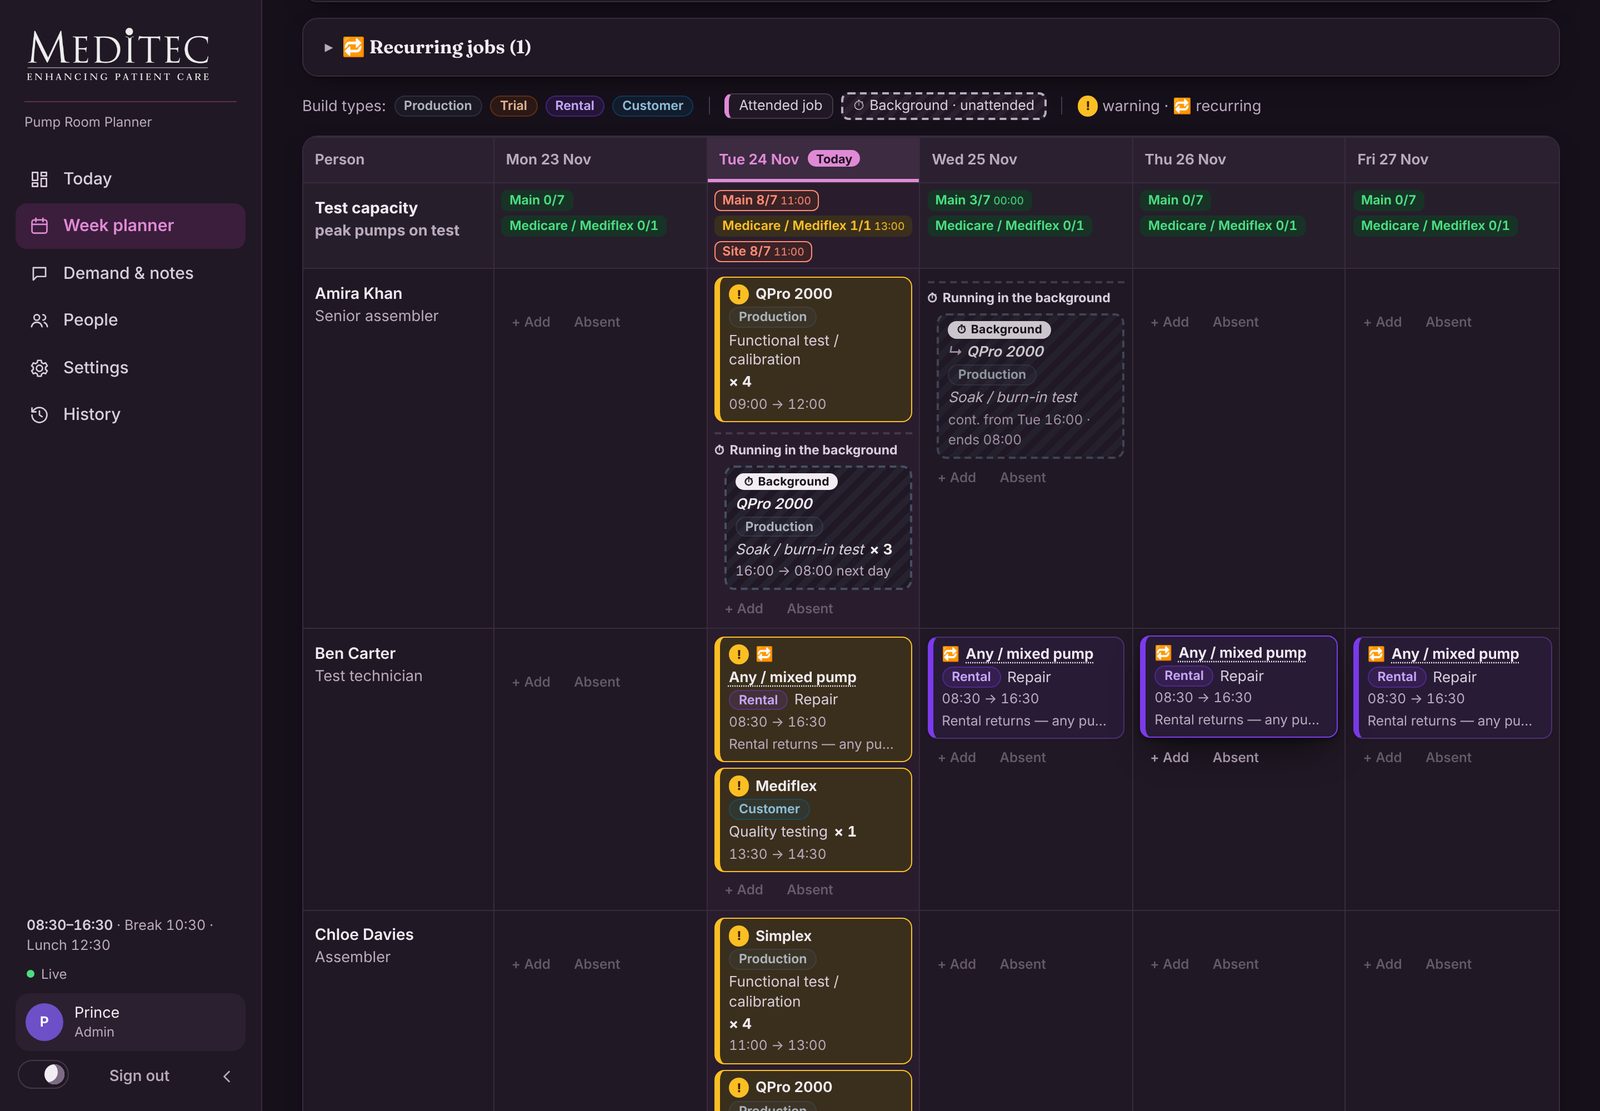 MEDITEC
ENHANCING PATIENT CARE
Pump Room Planner
Today
Week planner
Demand & notes
People
Settings
History
08:30–16:30 · Break 10:30 ·
Lunch 12:30
Live
P
Prince
Admin
Sign out
Recurring jobs (1)
Build types: Production Trial Rental Customer Attended job Background · unattended ! warning · recurring
Person Mon 23 Nov Tue 24 Nov Today Wed 25 Nov Thu 26 Nov Fri 27 Nov
Test capacity
peak pumps on test
Main 0/7
Medicare / Mediflex 0/1
Main 8/7 11:00
Medicare / Mediflex 1/1 13:00
Site 8/7 11:00
Main 3/7 00:00
Medicare / Mediflex 0/1
Main 0/7
Medicare / Mediflex 0/1
Main 0/7
Medicare / Mediflex 0/1
Amira Khan
Senior assembler
+ Add Absent
! QPro 2000
Production
Functional test /
calibration
× 4
09:00 → 12:00
Running in the background
Background
QPro 2000
Production
Soak / burn-in test × 3
16:00 → 08:00 next day
+ Add Absent
Running in the background
Background
↳ QPro 2000
Production
Soak / burn-in test
cont. from Tue 16:00 ·
ends 08:00
+ Add Absent
+ Add Absent
+ Add Absent
Ben Carter
Test technician
+ Add Absent
!
Any / mixed pump
Rental Repair
08:30 → 16:30
Rental returns — any pu...
! Mediflex
Customer
Quality testing × 1
13:30 → 14:30
+ Add Absent
Any / mixed pump
Rental Repair
08:30 → 16:30
Rental returns — any pu...
+ Add Absent
Any / mixed pump
Rental Repair
08:30 → 16:30
Rental returns — any pu...
+ Add Absent
Any / mixed pump
Rental Repair
08:30 → 16:30
Rental returns — any pu...
+ Add Absent
Chloe Davies
Assembler
+ Add Absent
! Simplex
Production
Functional test /
calibration
× 4
11:00 → 13:00
! QPro 2000
Production
+ Add Absent
+ Add Absent
+ Add Absent